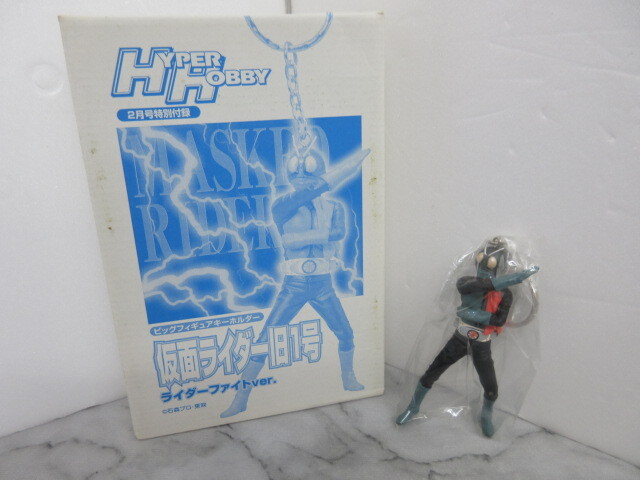 HYPER
HOBBY
2月号特別付録
MASKED
RIDER
ビッグフィギュアキーホルダー
仮面ライダー旧1号
ライダーファイトver.
©石森プロ・東映